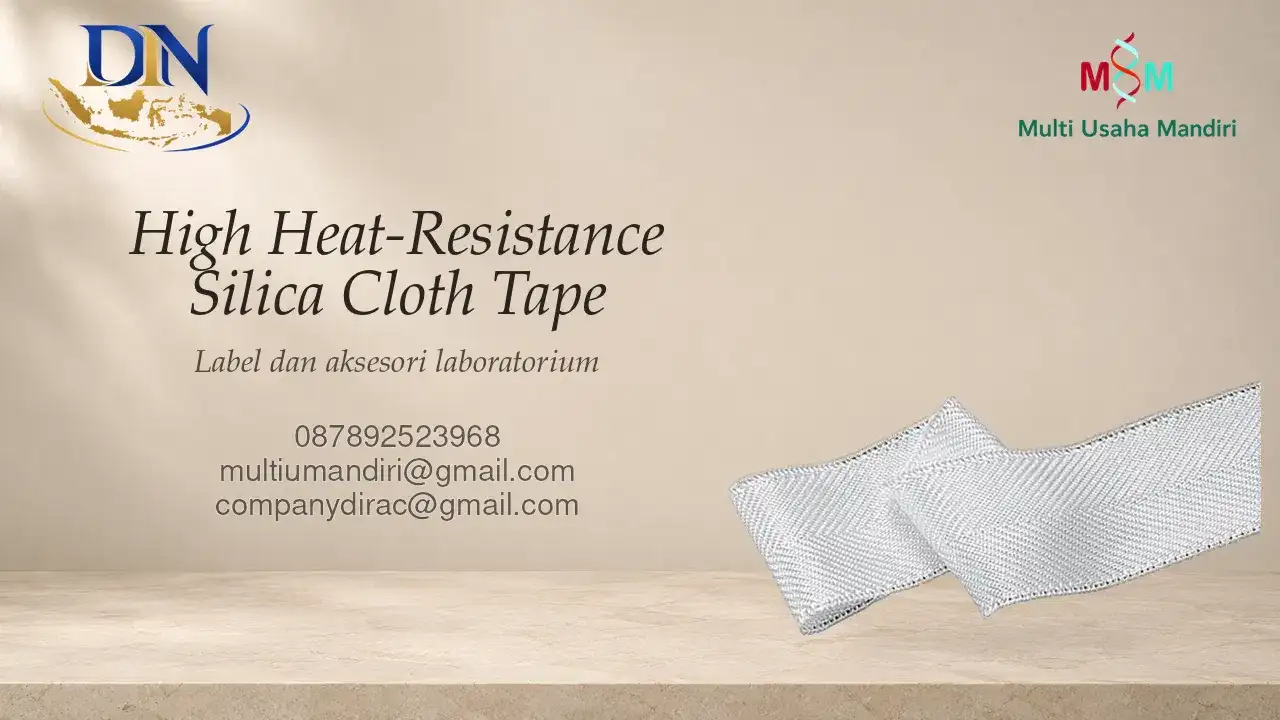 DIN
M M
Multi Usaha Mandiri
High Heat-Resistance
Silica Cloth Tape
Label dan aksesori laboratorium
087892523968
multiumandiri@gmail.com
companydirac@gmail.com